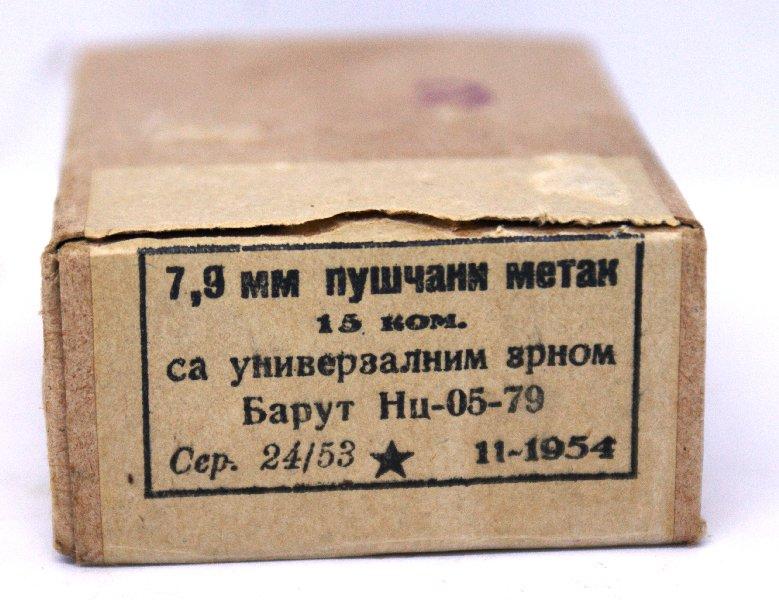 7,9 мм пушчани метак
15 ком.
са универзалним зрном
Барут Нц-05-79
Сер. 24/53 ★ 11-1954